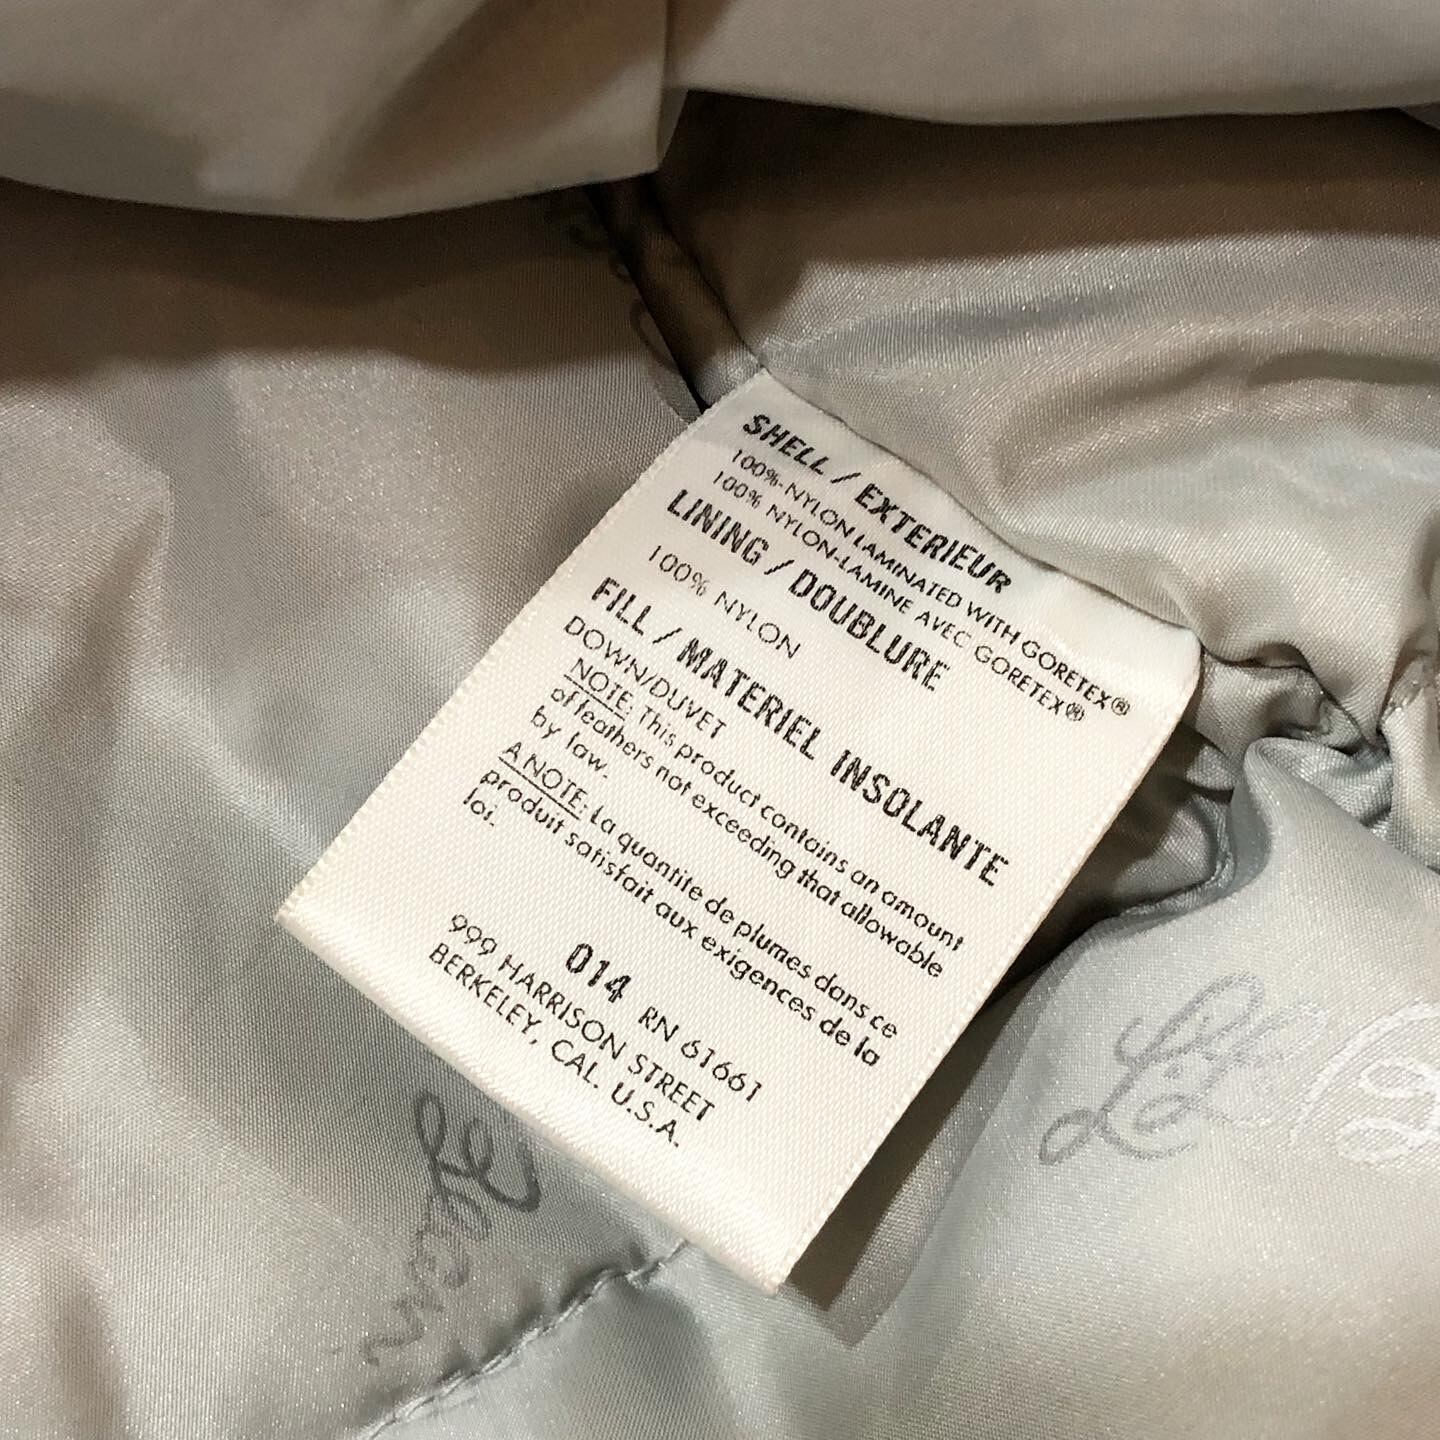 SHELL / EXTERIEUR
100%-NYLON LAMINATED WITH GORETEX®
100% NYLON-LAMINE AVEC GORETEX®
LINING / DOUBLURE
100% NYLON
FILL / MATERIEL INSOLANTE
DOWN/DUVET
NOTE: This product contains an amount
of feathers not exceeding that allowable
by law.
A NOTE: La quantite de plumes dans ce
produit satisfait aux exigences de la
loi.
014 RN 61661
999 HARRISON STREET
BERKELEY, CAL. U.S.A.